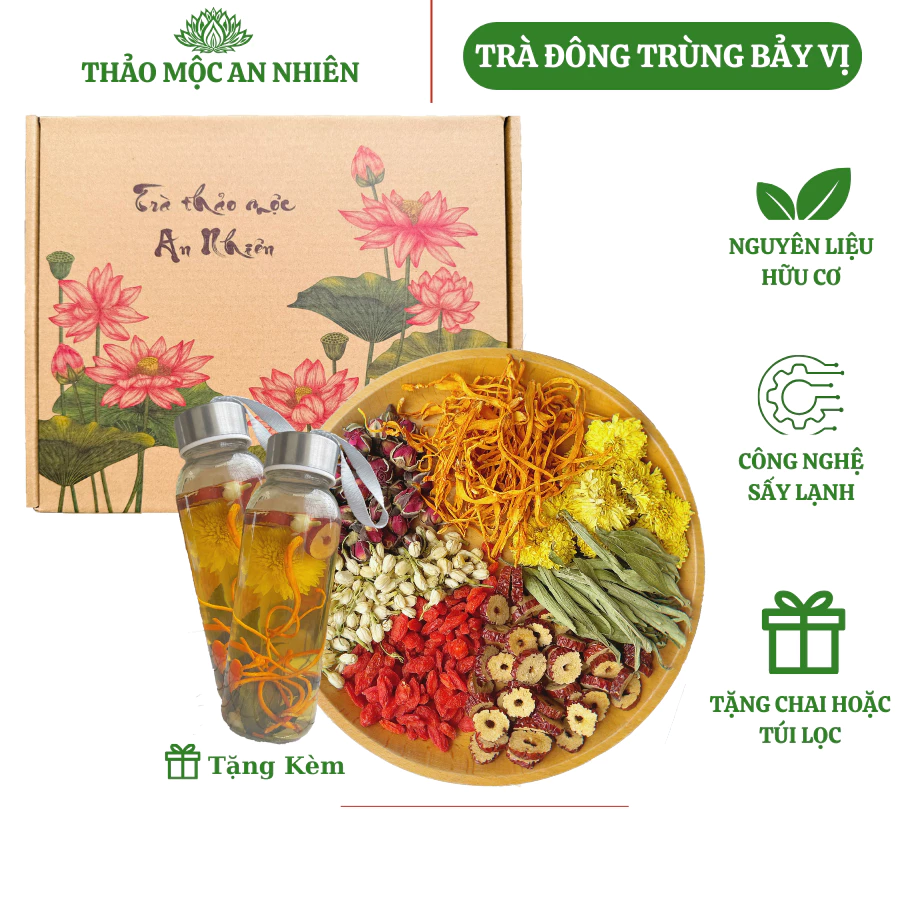 THẢO MỘC AN NHIÊN
TRÀ ĐÔNG TRÙNG BẢY VỊ
Trà thảo mộc
An Nhiên
NGUYÊN LIỆU
HỮU CƠ
CÔNG NGHỆ
SẤY LẠNH
TẶNG CHAI HOẶC
TÚI LỌC
Tặng Kèm